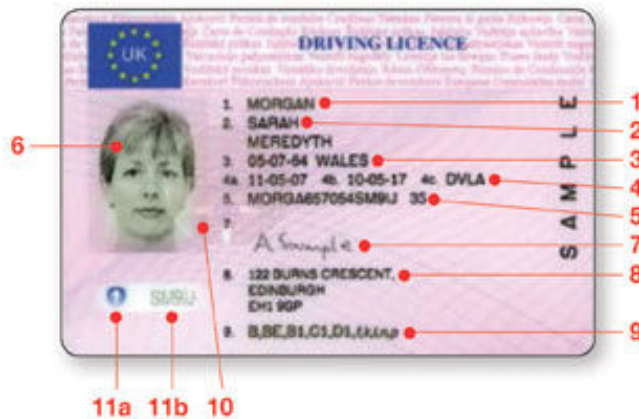 UK
DRIVING LICENCE
1. MORGAN
2. SARAH
MEREDYTH
3. 05-07-64 WALES
4a. 11-05-07 4b. 10-05-17 4c. DVLA
5. MORGA657054SM9IJ 35
7.
A Sample
8. 122 BURNS CRESCENT,
EDINBURGH
EH1 9GP
9. B,BE,B1,C1,D1,f,k,l,n,p
SM9IJ
SAMPLE
1
2
3
4
5
6
7
8
9
10
11a
11b